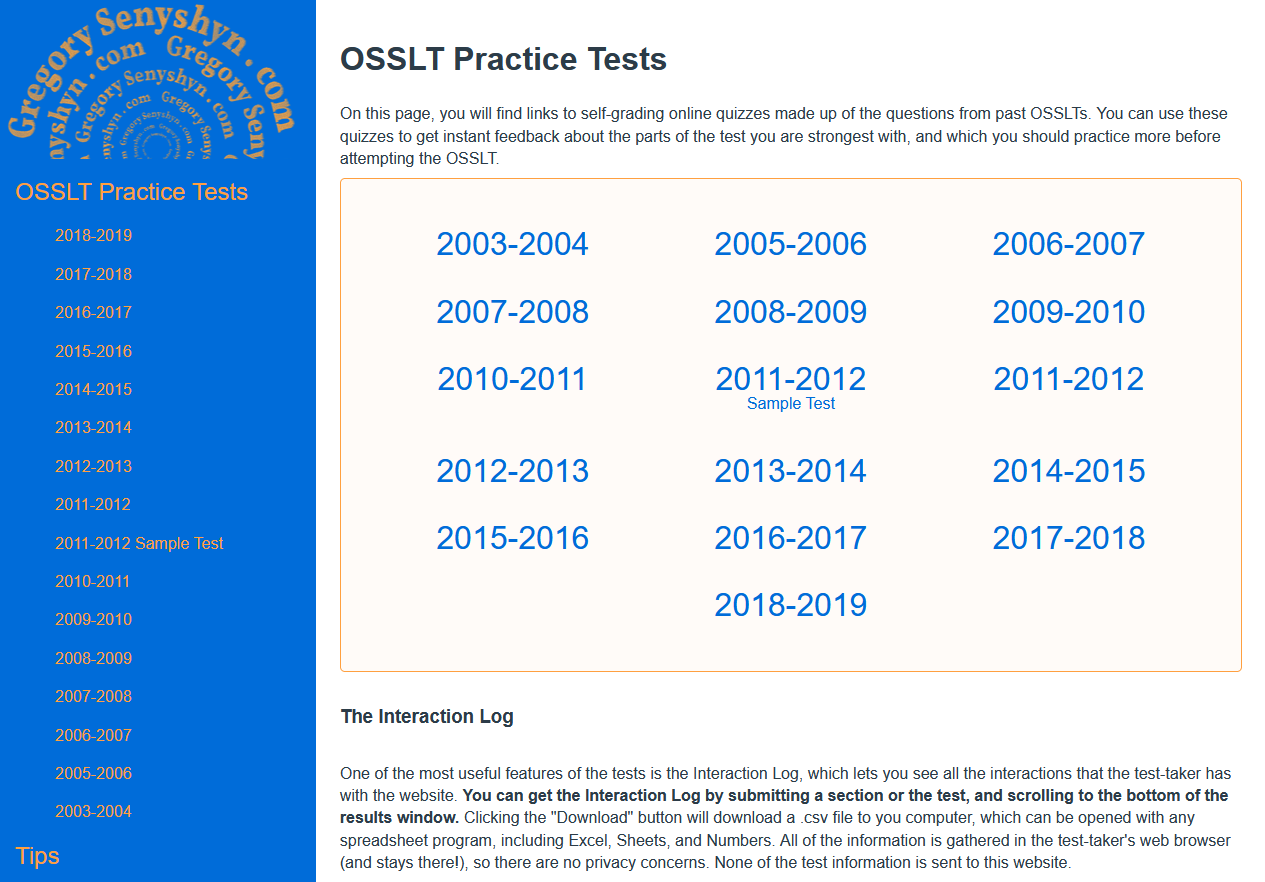 Gregory Senyshyn.com
Gregory Senyshyn.com
Gregory Senyshyn.com
OSSLT Practice Tests
2018-2019
2017-2018
2016-2017
2015-2016
2014-2015
2013-2014
2012-2013
2011-2012
2011-2012 Sample Test
2010-2011
2009-2010
2008-2009
2007-2008
2006-2007
2005-2006
2003-2004
Tips
OSSLT Practice Tests
On this page, you will find links to self-grading online quizzes made up of the questions from past OSSLTs. You can use these
quizzes to get instant feedback about the parts of the test you are strongest with, and which you should practice more before
attempting the OSSLT.
2003-2004 2005-2006 2006-2007
2007-2008 2008-2009 2009-2010
2010-2011 2011-2012 2011-2012
Sample Test
2012-2013 2013-2014 2014-2015
2015-2016 2016-2017 2017-2018
2018-2019
The Interaction Log
One of the most useful features of the tests is the Interaction Log, which lets you see all the interactions that the test-taker has
with the website. You can get the Interaction Log by submitting a section or the test, and scrolling to the bottom of the
results window. Clicking the "Download" button will download a .csv file to you computer, which can be opened with any
spreadsheet program, including Excel, Sheets, and Numbers. All of the information is gathered in the test-taker's web browser
(and stays there!), so there are no privacy concerns. None of the test information is sent to this website.